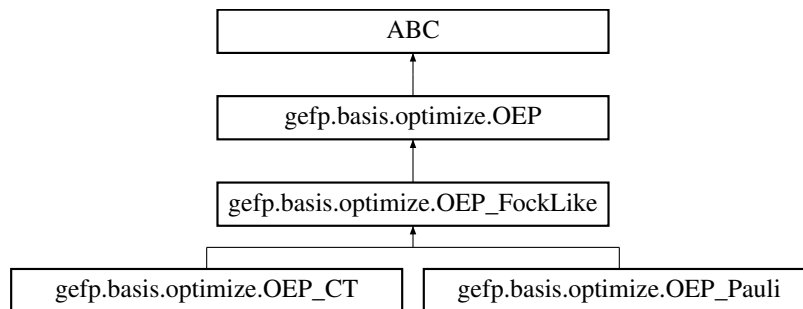 ABC
gefp.basis.optimize.OEP
gefp.basis.optimize.OEP_FockLike
gefp.basis.optimize.OEP_CT
gefp.basis.optimize.OEP_Pauli